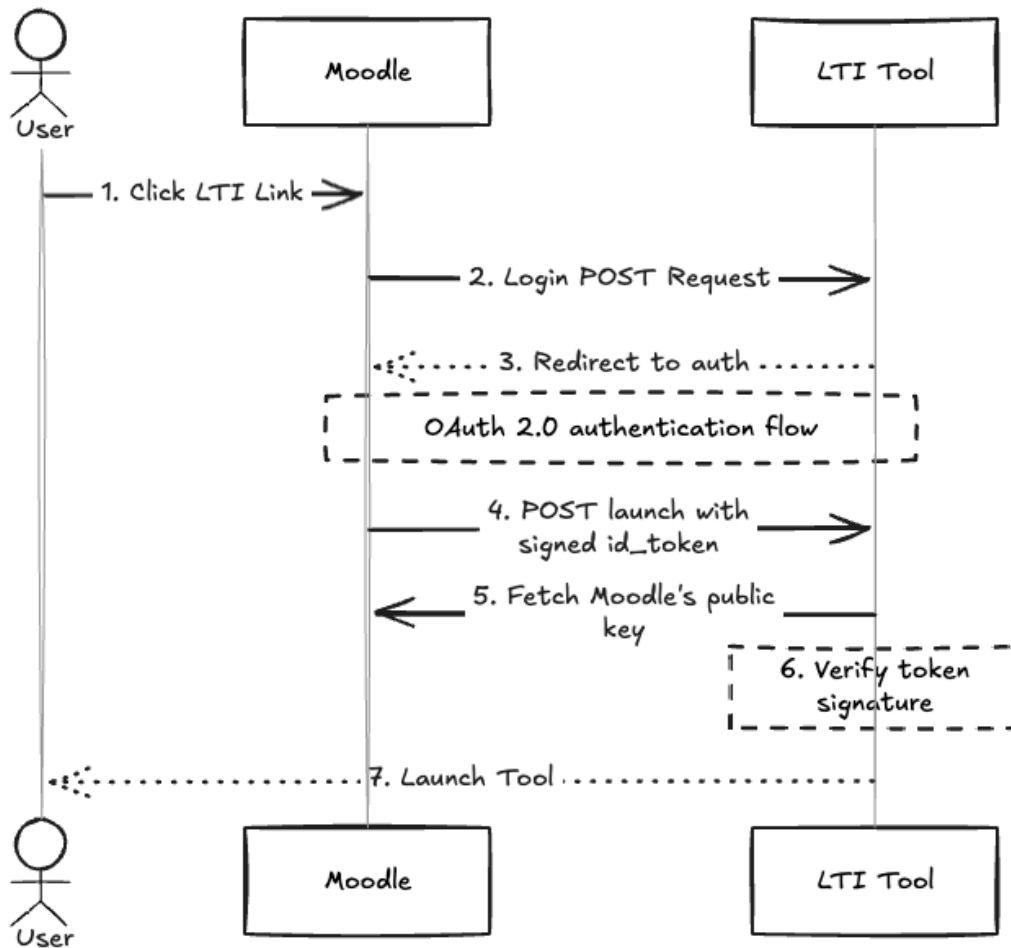 User
Moodle
LTI Tool
1. Click LTI Link
2. Login POST Request
3. Redirect to auth
OAuth 2.0 authentication flow
4. POST launch with
signed id_token
5. Fetch Moodle's public
key
6. Verify token
signature
7. Launch Tool
User
Moodle
LTI Tool